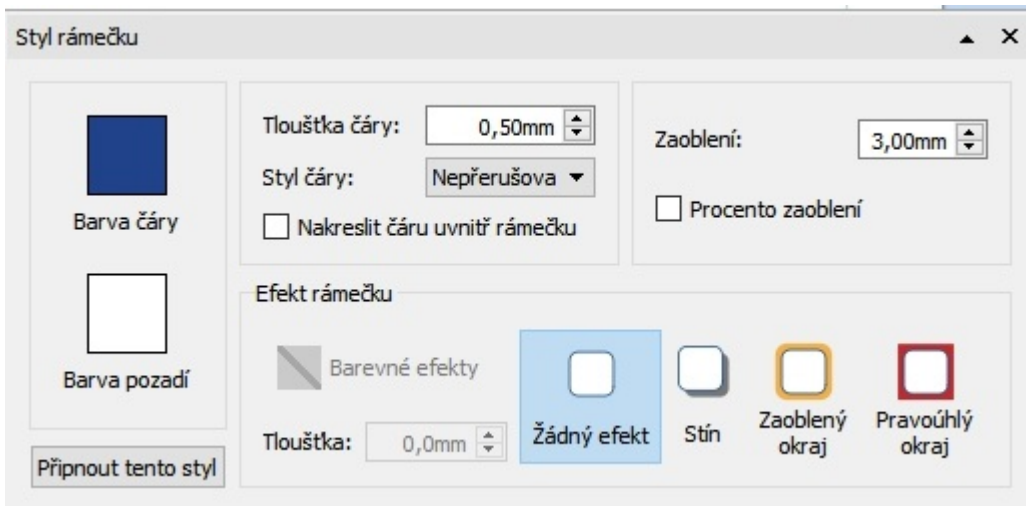 Styl rámečku
Barva čáry
Barva pozadí
Připnout tento styl
Tloušťka čáry: 0,50mm
Styl čáry: Nepřerušova
Nakreslit čáru uvnitř rámečku
Zaoblení: 3,00mm
Procento zaoblení
Efekt rámečku
Barevné efekty
Tloušťka: 0,0mm
Žádný efekt
Stín
Zaoblený
okraj
Pravoúhlý
okraj